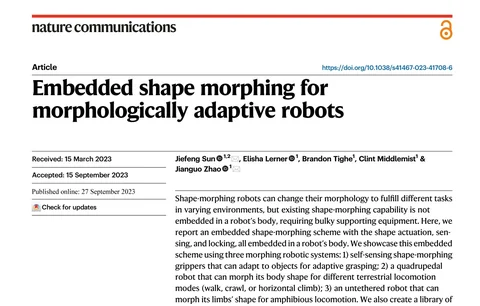 nature communications
Article
https://doi.org/10.1038/s41467-023-41708-6
Embedded shape morphing for
morphologically adaptive robots
Received: 15 March 2023
Accepted: 15 September 2023
Published online: 27 September 2023
Check for updates
Jiefeng Sun 1,2, Elisha Lerner 1, Brandon Tighe1, Clint Middlemist1 &
Jianguo Zhao 1
Shape-morphing robots can change their morphology to fulfill different tasks
in varying environments, but existing shape-morphing capability is not
embedded in a robot's body, requiring bulky supporting equipment. Here, we
report an embedded shape-morphing scheme with the shape actuation, sen-
sing, and locking, all embedded in a robot's body. We showcase this embedded
scheme using three morphing robotic systems: 1) self-sensing shape-morphing
grippers that can adapt to objects for adaptive grasping; 2) a quadrupedal
robot that can morph its body shape for different terrestrial locomotion
modes (walk, crawl, or horizontal climb); 3) an untethered robot that can
morph its limbs' shape for amphibious locomotion. We also create a library of